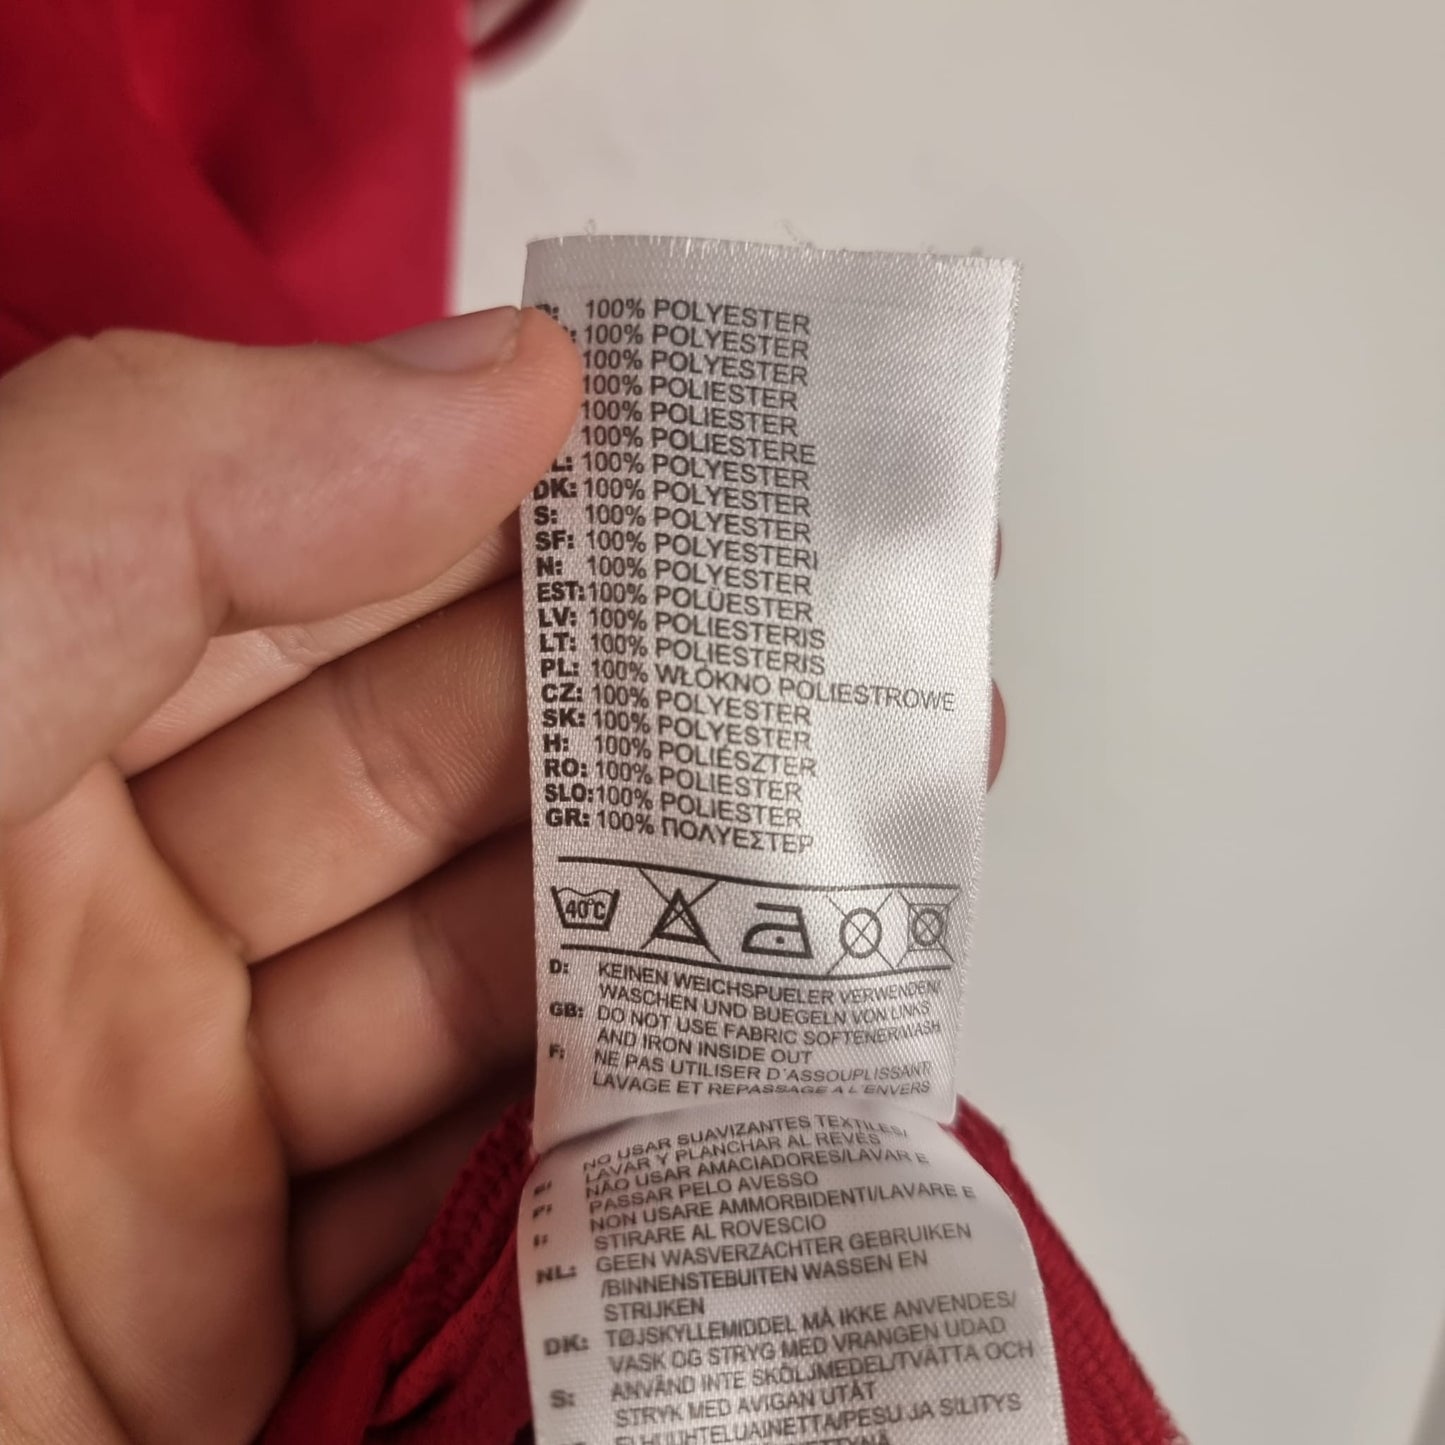 100% POLYESTER
100% POLYESTER
100% POLYESTER
100% POLIESTER
100% POLIESTER
100% POLIESTERE
L: 100% POLYESTER
DK: 100% POLYESTER
S: 100% POLYESTER
SF: 100% POLYESTERI
N: 100% POLYESTER
EST:100% POLÜESTER
LV: 100% POLIESTERIS
LT: 100% POLIESTERIS
PL: 100% WŁÓKNO POLIESTROWE
CZ: 100% POLYESTER
SK: 100% POLYESTER
H: 100% POLIÉSZTER
RO: 100% POLIESTER
SLO:100% POLIESTER
GR: 100% ΠΟΛΥΕΣΤΕΡ
40°C
D: KEINEN WEICHSPUELER VERWENDEN/
WASCHEN UND BUEGELN VON LINKS
GB: DO NOT USE FABRIC SOFTENER/WASH
AND IRON INSIDE OUT
F: NE PAS UTILISER D'ASSOUPLISSANT/
LAVAGE ET REPASSAGE A L'ENVERS
NO USAR SUAVIZANTES TEXTILES/
LAVAR Y PLANCHAR AL REVÉS
NÃO USAR AMACIADORES/LAVAR E
PASSAR PELO AVESSO
I: NON USARE AMMORBIDENTI/LAVARE E
STIRARE AL ROVESCIO
NL: GEEN WASVERZACHTER GEBRUIKEN
/BINNENSTEBUITEN WASSEN EN
STRIJKEN
DK: TØJSKYLLEMIDDEL MÅ IKKE ANVENDES/
VASK OG STRYG MED VRANGEN UDAD
S: ANVÄND INTE SKÖLJMEDEL/TVÄTTA OCH
STRYK MED AVIGAN UTÅT
EI HUUHTELUAINETTA/PESU JA SILITYS